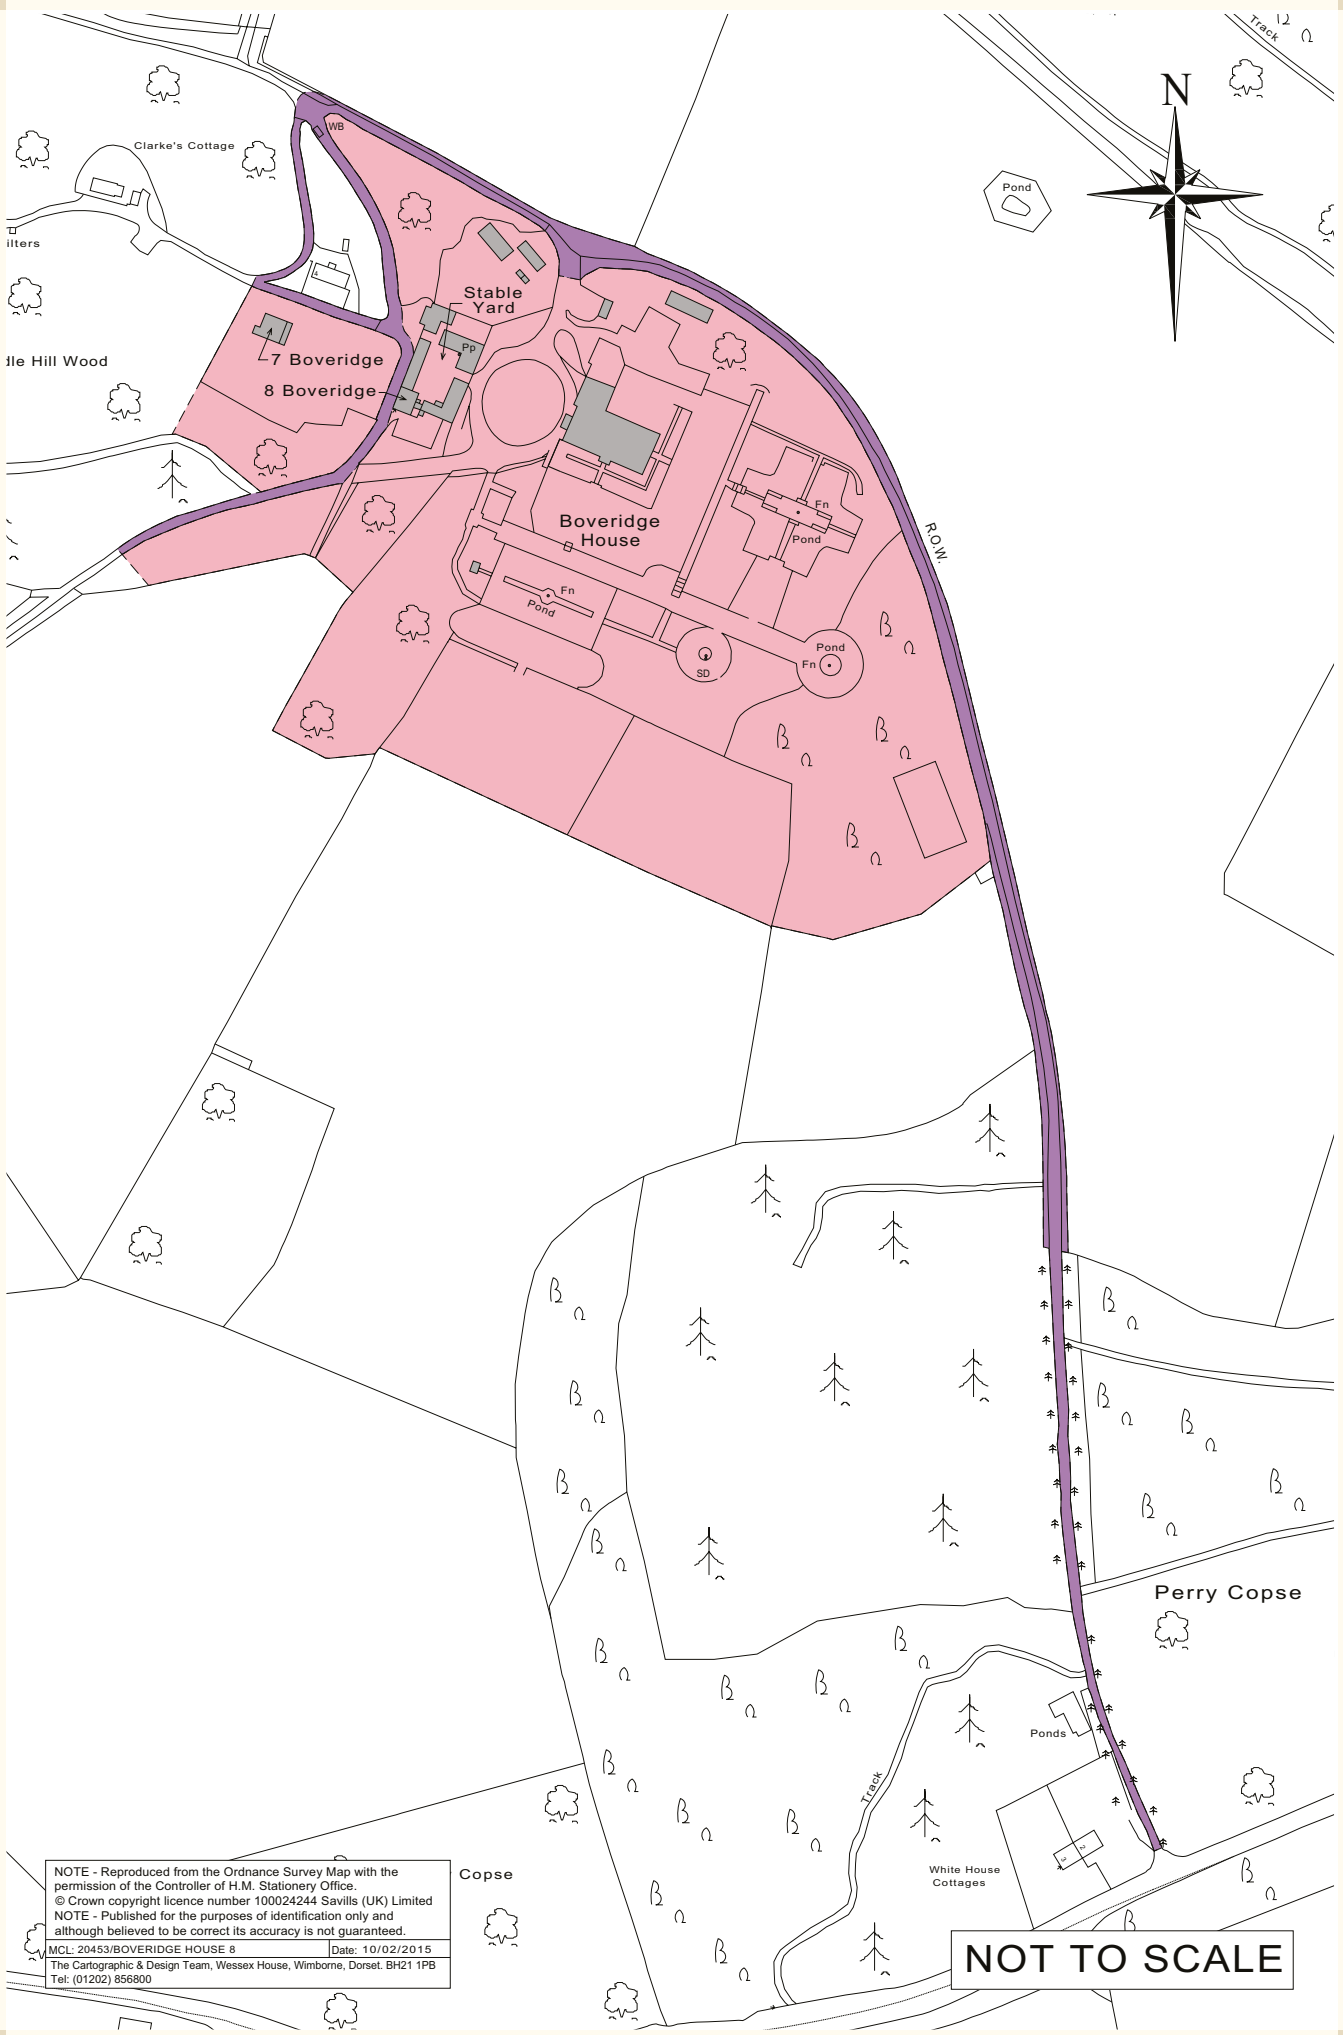 Track
N
WB
Clarke's Cottage
Pond
ilters
Stable
Yard
Pp
dle Hill Wood
7 Boveridge
8 Boveridge
Fn
Boveridge
House
Pond
R.O.W.
Fn
Pond
Pond
Fn
SD
Perry Copse
Ponds
Track
2
3
White House
Cottages
Copse
NOTE - Reproduced from the Ordnance Survey Map with the
permission of the Controller of H.M. Stationery Office.
© Crown copyright licence number 100024244 Savills (UK) Limited
NOTE - Published for the purposes of identification only and
although believed to be correct its accuracy is not guaranteed.
MCL: 20453/BOVERIDGE HOUSE 8
Date: 10/02/2015
The Cartographic & Design Team, Wessex House, Wimborne, Dorset. BH21 1PB
Tel: (01202) 856800
NOT TO SCALE